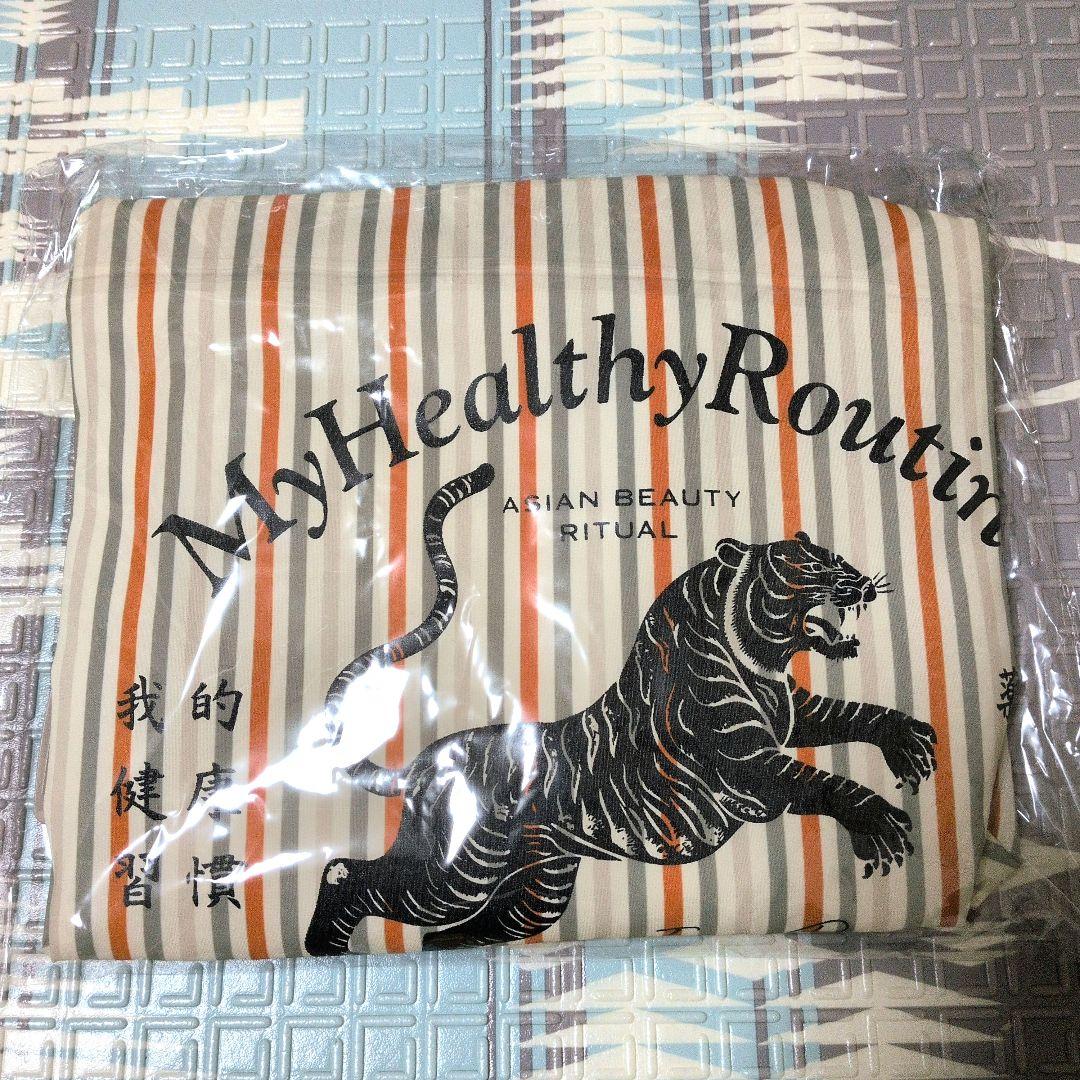 MyHealthyRoutin
ASIAN BEAUTY
RITUAL
我的
健康
習慣